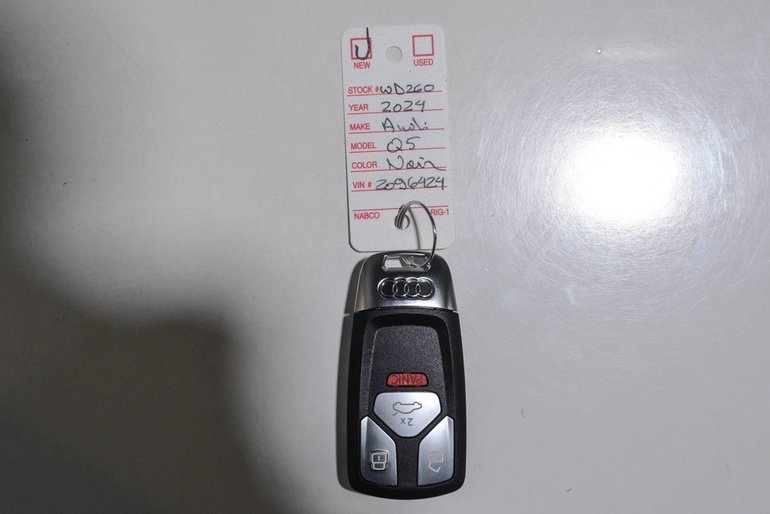 NEW USED
STOCK # WD260
YEAR 2024
MAKE Audi
MODEL Q5
COLOR Noir
VIN # 2096424
NABCO RIG-1
PANIC
2x